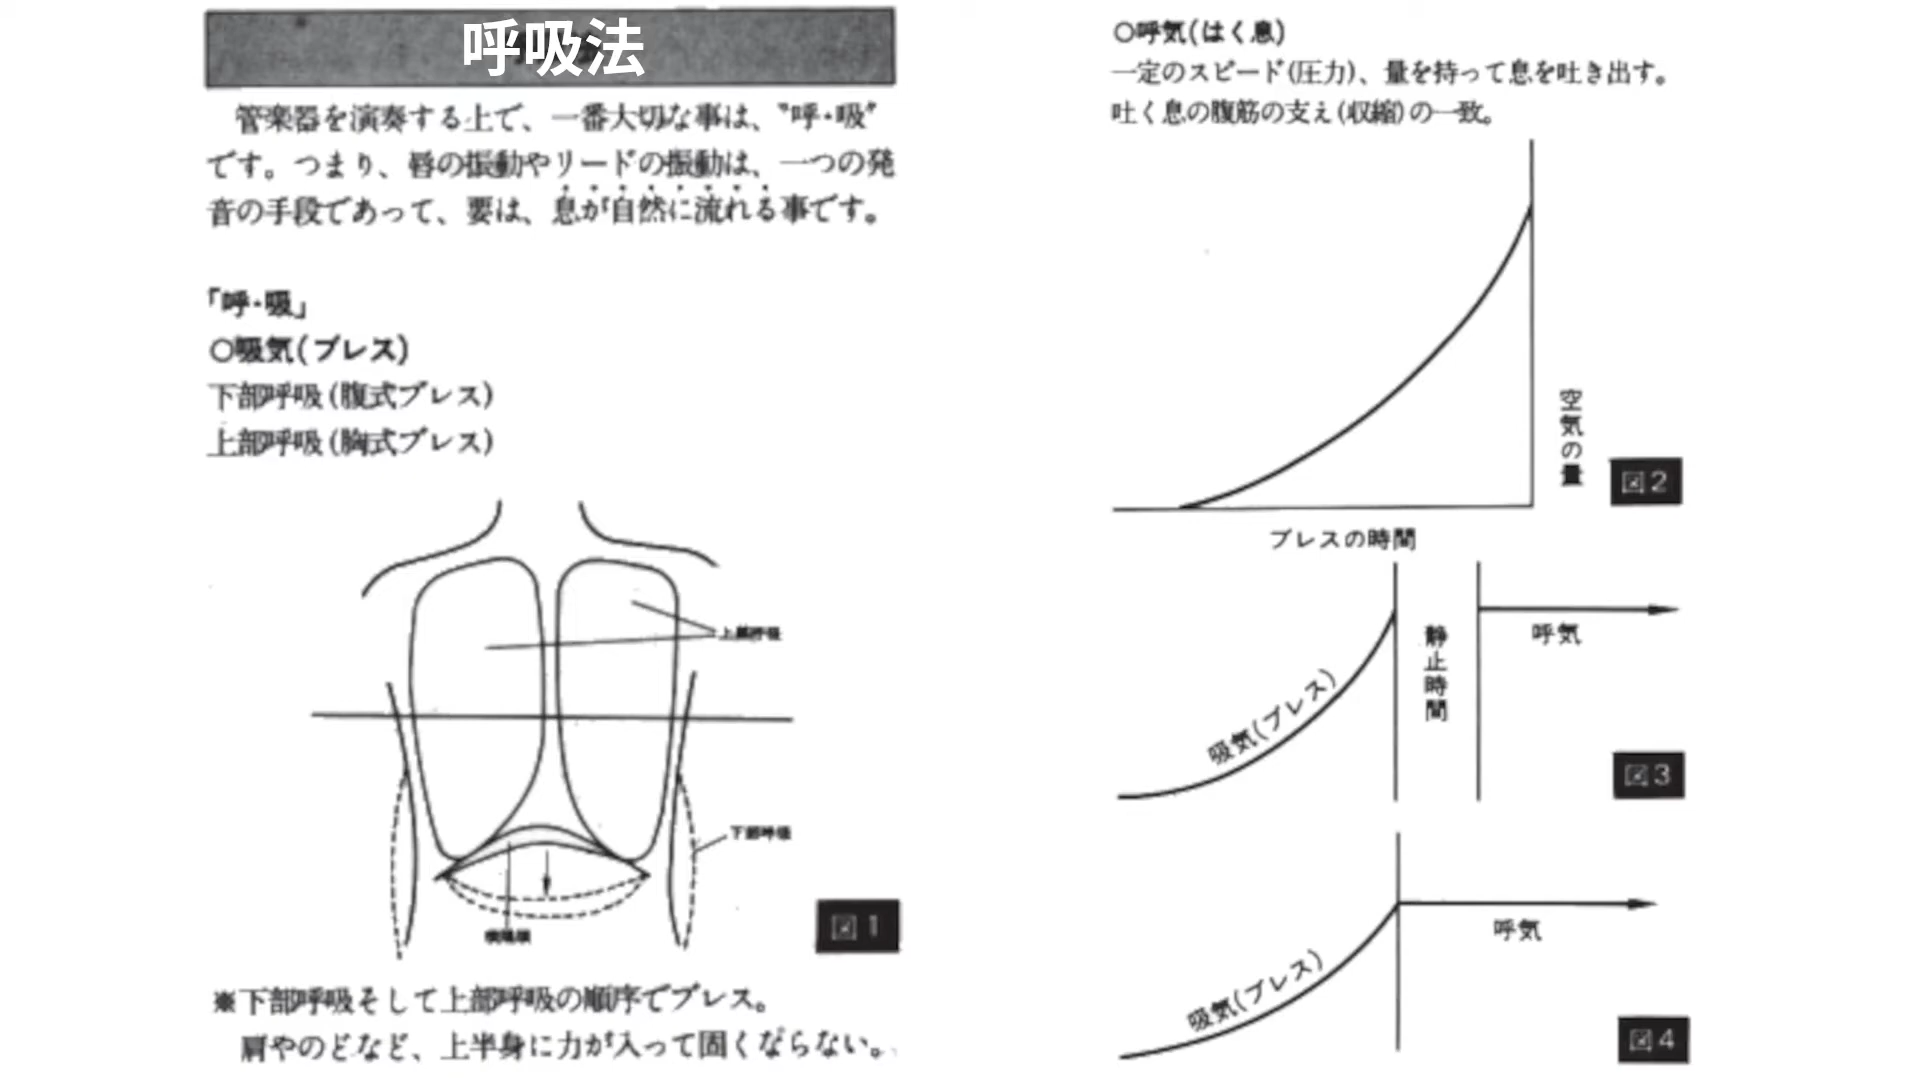 呼吸法
管楽器を演奏する上で、一番大切な事は、〝呼・吸〟
です。つまり、唇の振動やリードの振動は、一つの発
音の手段であって、要は、息が自然に流れる事です。
「呼・吸」
○吸気(ブレス)
下部呼吸(腹式ブレス)
上部呼吸(胸式ブレス)
上部呼吸
下部呼吸
横隔膜
図1
※下部呼吸そして上部呼吸の順序でブレス。
肩やのどなど、上半身に力が入って固くならない。
○呼気(はく息)
一定のスピード(圧力)、量を持って息を吐き出す。
吐く息の腹筋の支え(収縮)の一致。
空気の量
図2
ブレスの時間
吸気(ブレス)
静止時間
呼気
図3
吸気(ブレス)
呼気
図4